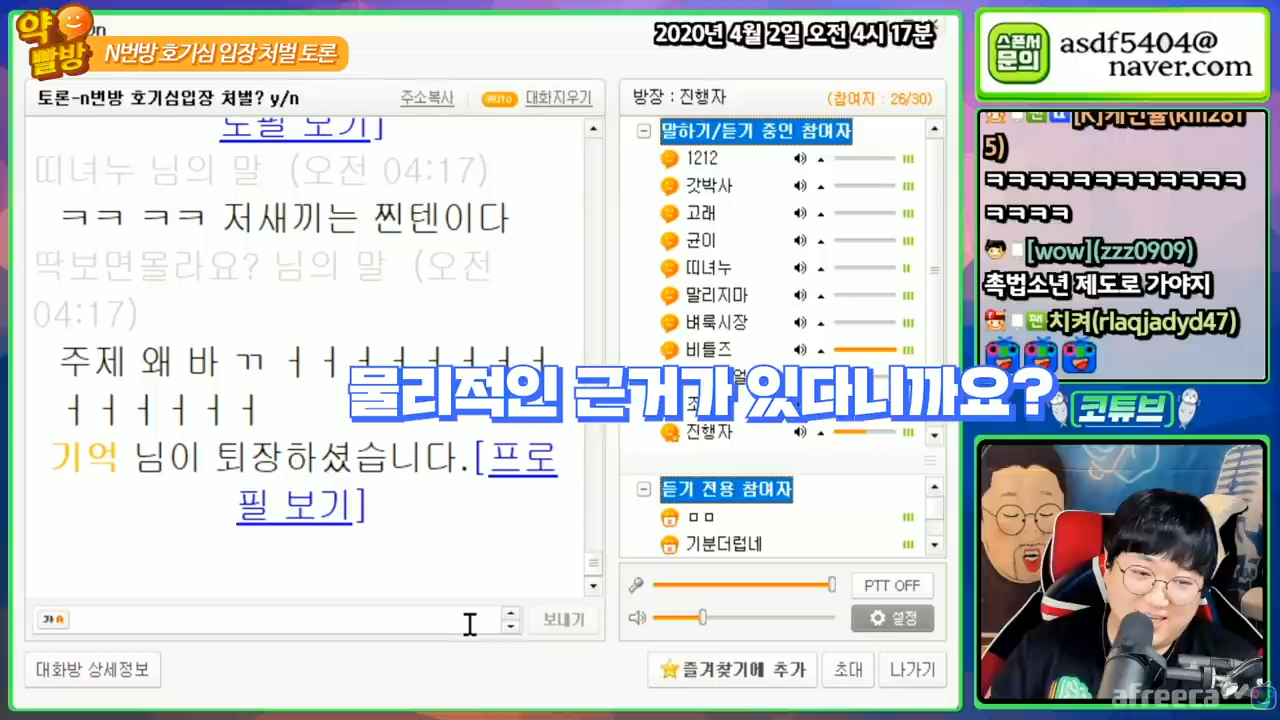 약빨방
on
N번방 호기심 입장 처벌 토론
2020년 4월 2일 오전 4시 17분
스폰서 문의
asdf5404@
naver.com
토론-n번방 호기심입장 처벌? y/n
주소복사
AUTO
대화지우기
방장 : 진행자
(참여자 : 26/30)
로필 보기]
띠녀누 님의 말 (오전 04:17)
ㅋㅋ ㅋㅋ 저새끼는 찐텐이다
딱보면몰라요? 님의 말 (오전
04:17)
주제 왜 바 ㄲ ㅓㅓㅓㅓㅓㅓㅓ
ㅓㅓㅓㅓㅓㅓ
기억 님이 퇴장하셨습니다.[프로
필 보기]
말하기/듣기 중인 참여자
1212
갓박사
고래
균이
띠녀누
말리지마
벼룩시장
비틀즈
진행자
듣기 전용 참여자
ㅁㅁ
기분더럽네
물리적인 근거가 있다니까요?
5)
ㅋㅋㅋㅋㅋㅋㅋㅋㅋㅋㅋㅋ
ㅋㅋㅋㅋ
[wow](zzz0909)
촉법소년 제도로 가야지
팬 치켜(rlaqjadyd47)
코튜브
가
보내기
PTT OFF
설정
대화방 상세정보
즐겨찾기에 추가
초대
나가기
afreeca